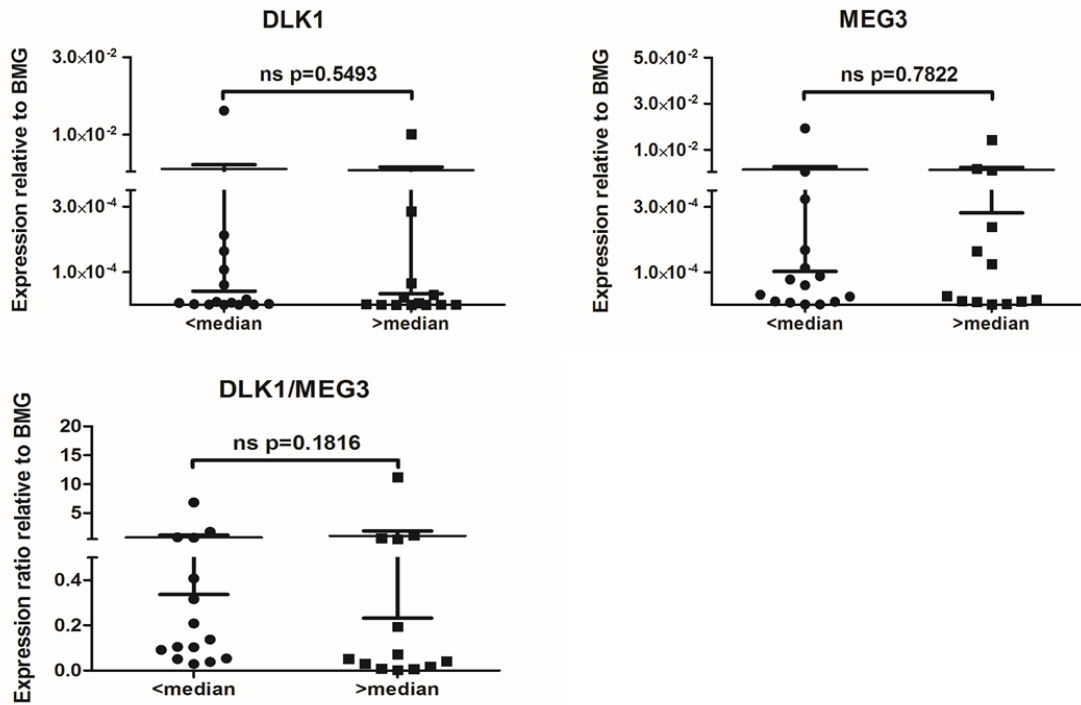 DLK1
Expression relative to BMG
3.0×10⁻²
1.0×10⁻²
3.0×10⁻⁴
1.0×10⁻⁴
ns p=0.5493
<median
>median
MEG3
Expression relative to BMG
5.0×10⁻²
3.0×10⁻²
1.0×10⁻²
3.0×10⁻⁴
1.0×10⁻⁴
ns p=0.7822
<median
>median
DLK1/MEG3
Expression ratio relative to BMG
20
15
10
5
0.4
0.2
0.0
ns p=0.1816
<median
>median